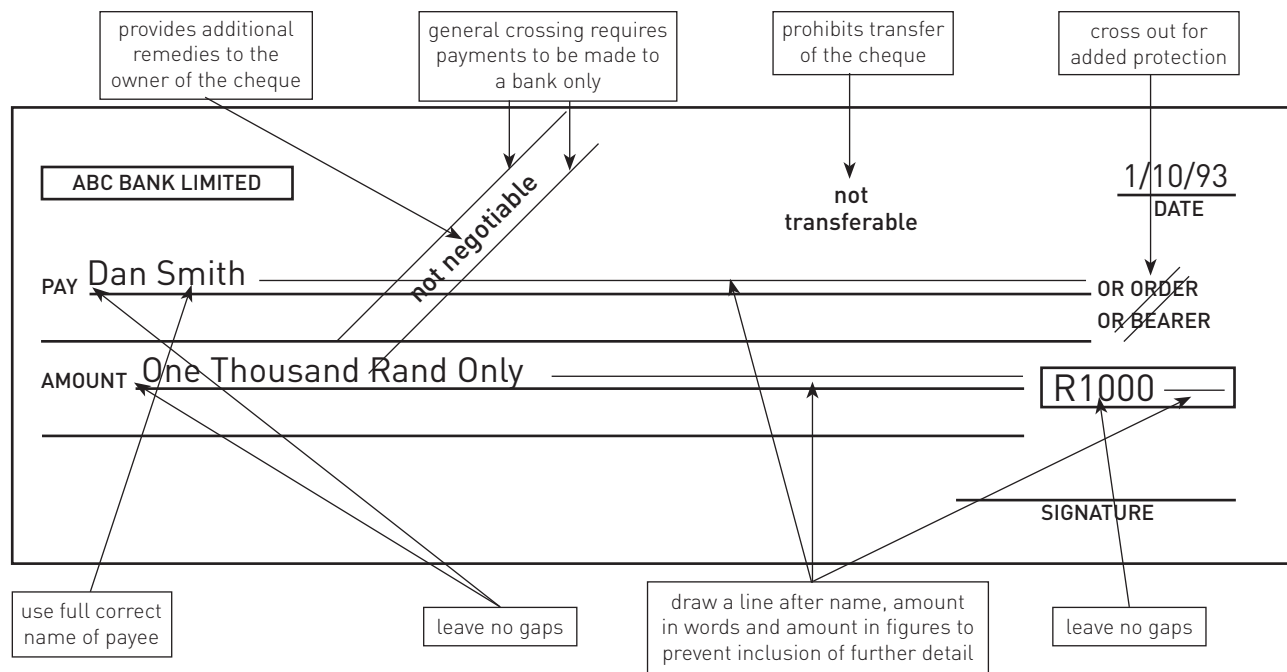 provides additional
remedies to the
owner of the cheque
general crossing requires
payments to be made to
a bank only
prohibits transfer
of the cheque
cross out for
added protection
ABC BANK LIMITED
not negotiable
not
transferable
1/10/93
DATE
PAY Dan Smith
OR ORDER
OR BEARER
AMOUNT One Thousand Rand Only
R1000
SIGNATURE
use full correct
name of payee
leave no gaps
draw a line after name, amount
in words and amount in figures to
prevent inclusion of further detail
leave no gaps